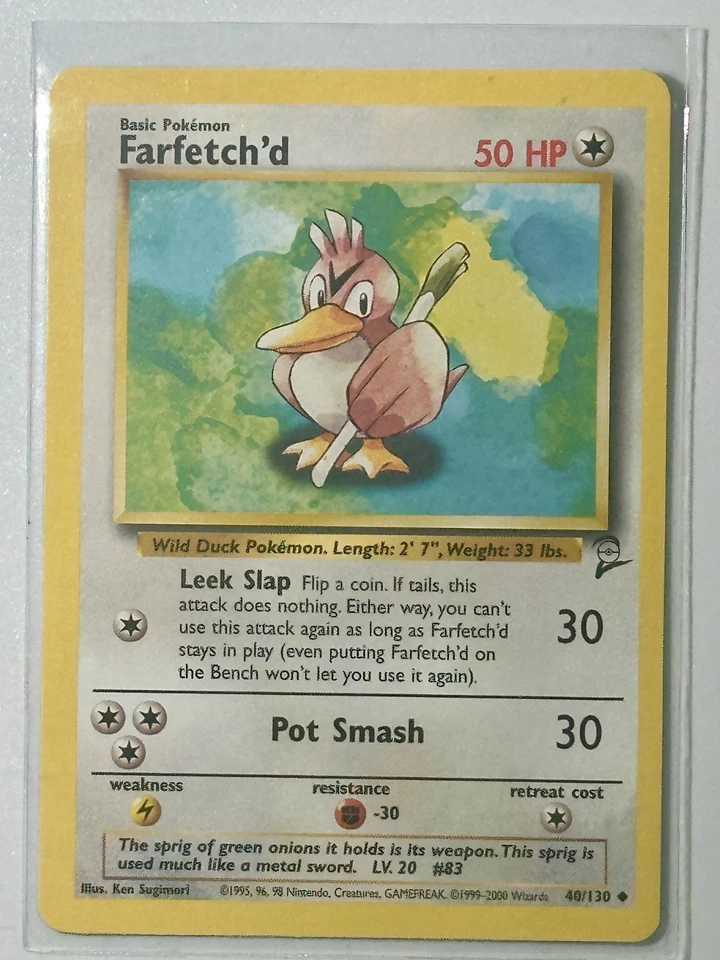 Basic Pokémon
Farfetch'd
50 HP
Wild Duck Pokémon. Length: 2' 7", Weight: 33 lbs.
Leek Slap Flip a coin. If tails, this
attack does nothing. Either way, you can't
use this attack again as long as Farfetch'd
stays in play (even putting Farfetch'd on
the Bench won't let you use it again).
30
Pot Smash
30
weakness
resistance
retreat cost
-30
The sprig of green onions it holds is its weapon. This sprig is
used much like a metal sword. LV. 20 #83
Illus. Ken Sugimori
©1995, 96, 98 Nintendo, Creatures, GAMEFREAK. ©1999-2000 Wizards
40/130